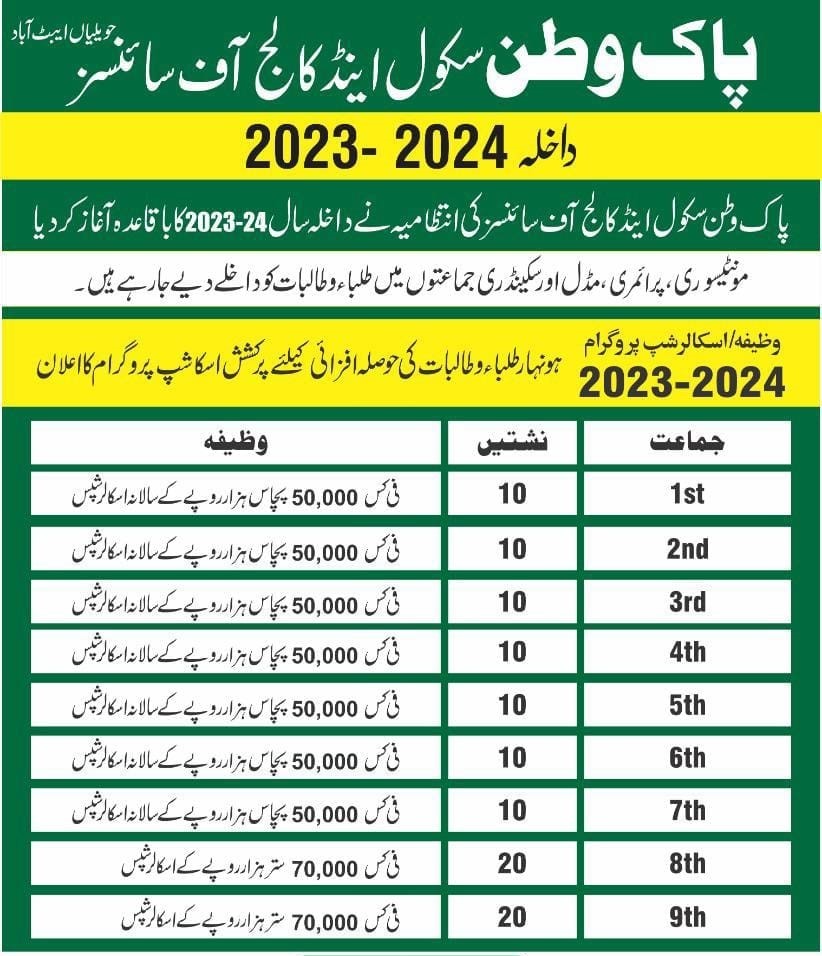 پاک وطن سکول اینڈ کالج آف سائنسز حویلیاں ایبٹ آباد
داخلہ 2024 -2023
پاک وطن سکول اینڈ کالج آف سائنسز کی انتظامیہ نے داخلہ سال 24-2023 کا باقاعدہ آغاز کر دیا
مونٹیسوری، پرائمری، مڈل اور سکینڈری جماعتوں میں طلباء و طالبات کو داخلے دیے جا رہے ہیں۔
وظیفہ/اسکالرشپ پروگرام
2023-2024
ہونہار طلباء و طالبات کی حوصلہ افزائی کیلئے پرکشش اسکاشپ پروگرام کا اعلان
جماعت نشتیں وظیفہ
1st 10 فی کس 50,000 پچاس ہزار روپے کے سالانہ اسکالرشپس
2nd 10 فی کس 50,000 پچاس ہزار روپے کے سالانہ اسکالرشپس
3rd 10 فی کس 50,000 پچاس ہزار روپے کے سالانہ اسکالرشپس
4th 10 فی کس 50,000 پچاس ہزار روپے کے سالانہ اسکالرشپس
5th 10 فی کس 50,000 پچاس ہزار روپے کے سالانہ اسکالرشپس
6th 10 فی کس 50,000 پچاس ہزار روپے کے سالانہ اسکالرشپس
7th 10 فی کس 50,000 پچاس ہزار روپے کے سالانہ اسکالرشپس
8th 20 فی کس 70,000 ستر ہزار روپے کے اسکالرشپس
9th 20 فی کس 70,000 ستر ہزار روپے کے اسکالرشپس